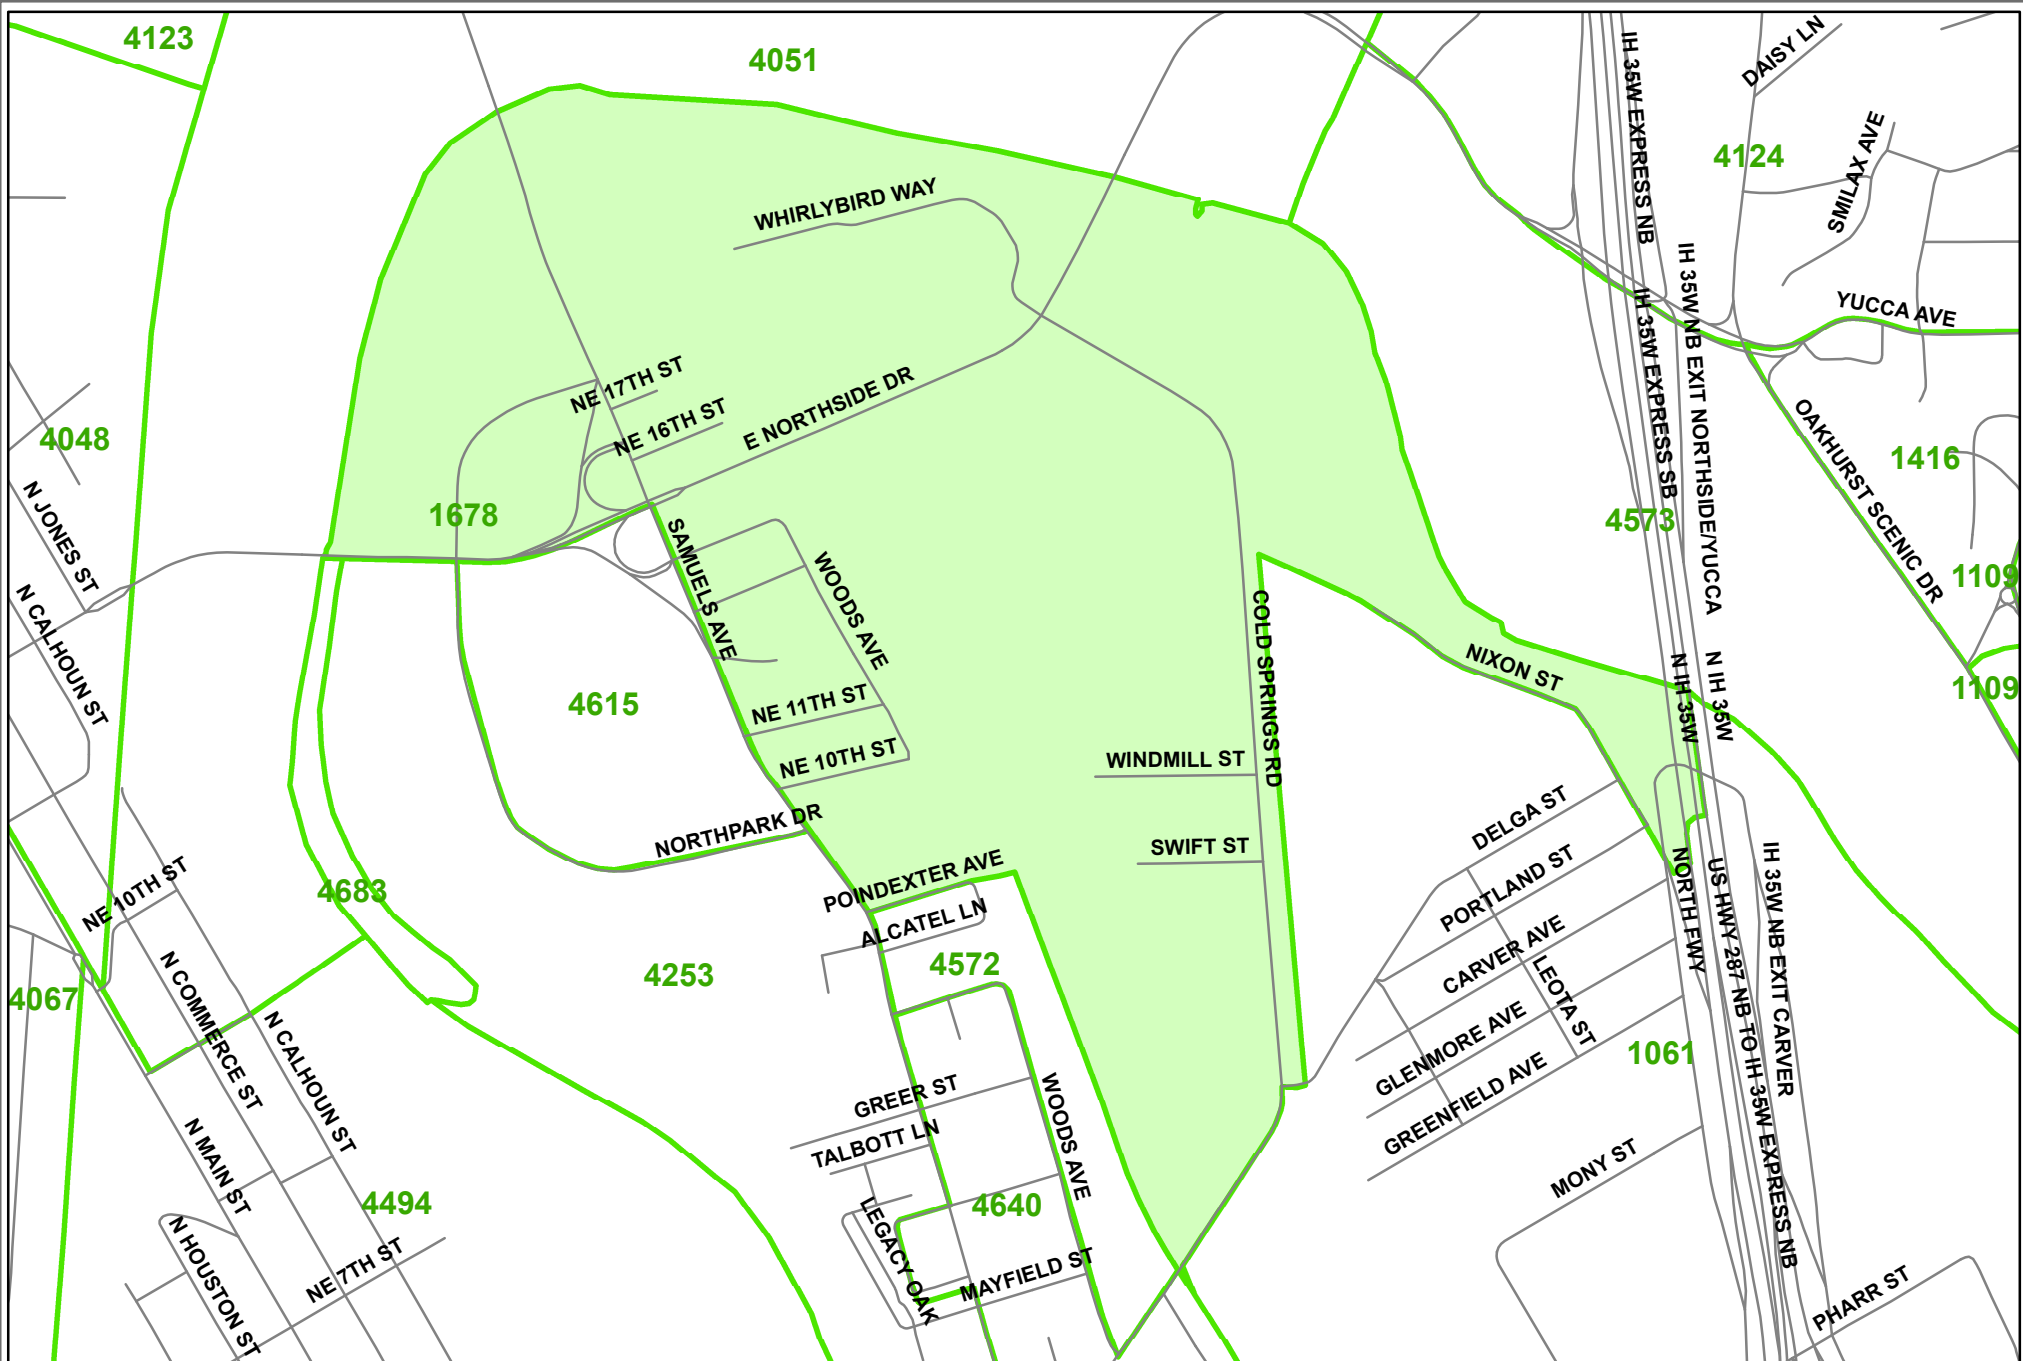 4123
4051
DAISY LN
IH 35W EXPRESS NB
4124
SMILAX AVE
WHIRLYBIRD WAY
IH 35W NB EXIT NORTHSIDE/YUCCA
IH 35W EXPRESS SB
YUCCA AVE
NE 17TH ST
NE 16TH ST
E NORTHSIDE DR
4048
OAKHURST SCENIC DR
1416
N JONES ST
1678
4573
SAMUELS AVE
WOODS AVE
1109
N CALHOUN ST
COLD SPRINGS RD
NIXON ST
N IH 35W
N IH 35W
1109
4615
NE 11TH ST
NE 10TH ST
WINDMILL ST
NORTHPARK DR
DELGA ST
SWIFT ST
POINDEXTER AVE
PORTLAND ST
NORTH FWY
US HWY 287 NB TO IH 35W EXPRESS NB
IH 35W NB EXIT CARVER
NE 10TH ST
4683
ALCATEL LN
CARVER AVE
4067
N COMMERCE ST
4253
4572
LEOTA ST
N CALHOUN ST
GLENMORE AVE
1061
GREER ST
WOODS AVE
GREENFIELD AVE
TALBOTT LN
N MAIN ST
MONY ST
4494
LEGACY OAK
4640
N HOUSTON ST
NE 7TH ST
MAYFIELD ST
PHARR ST